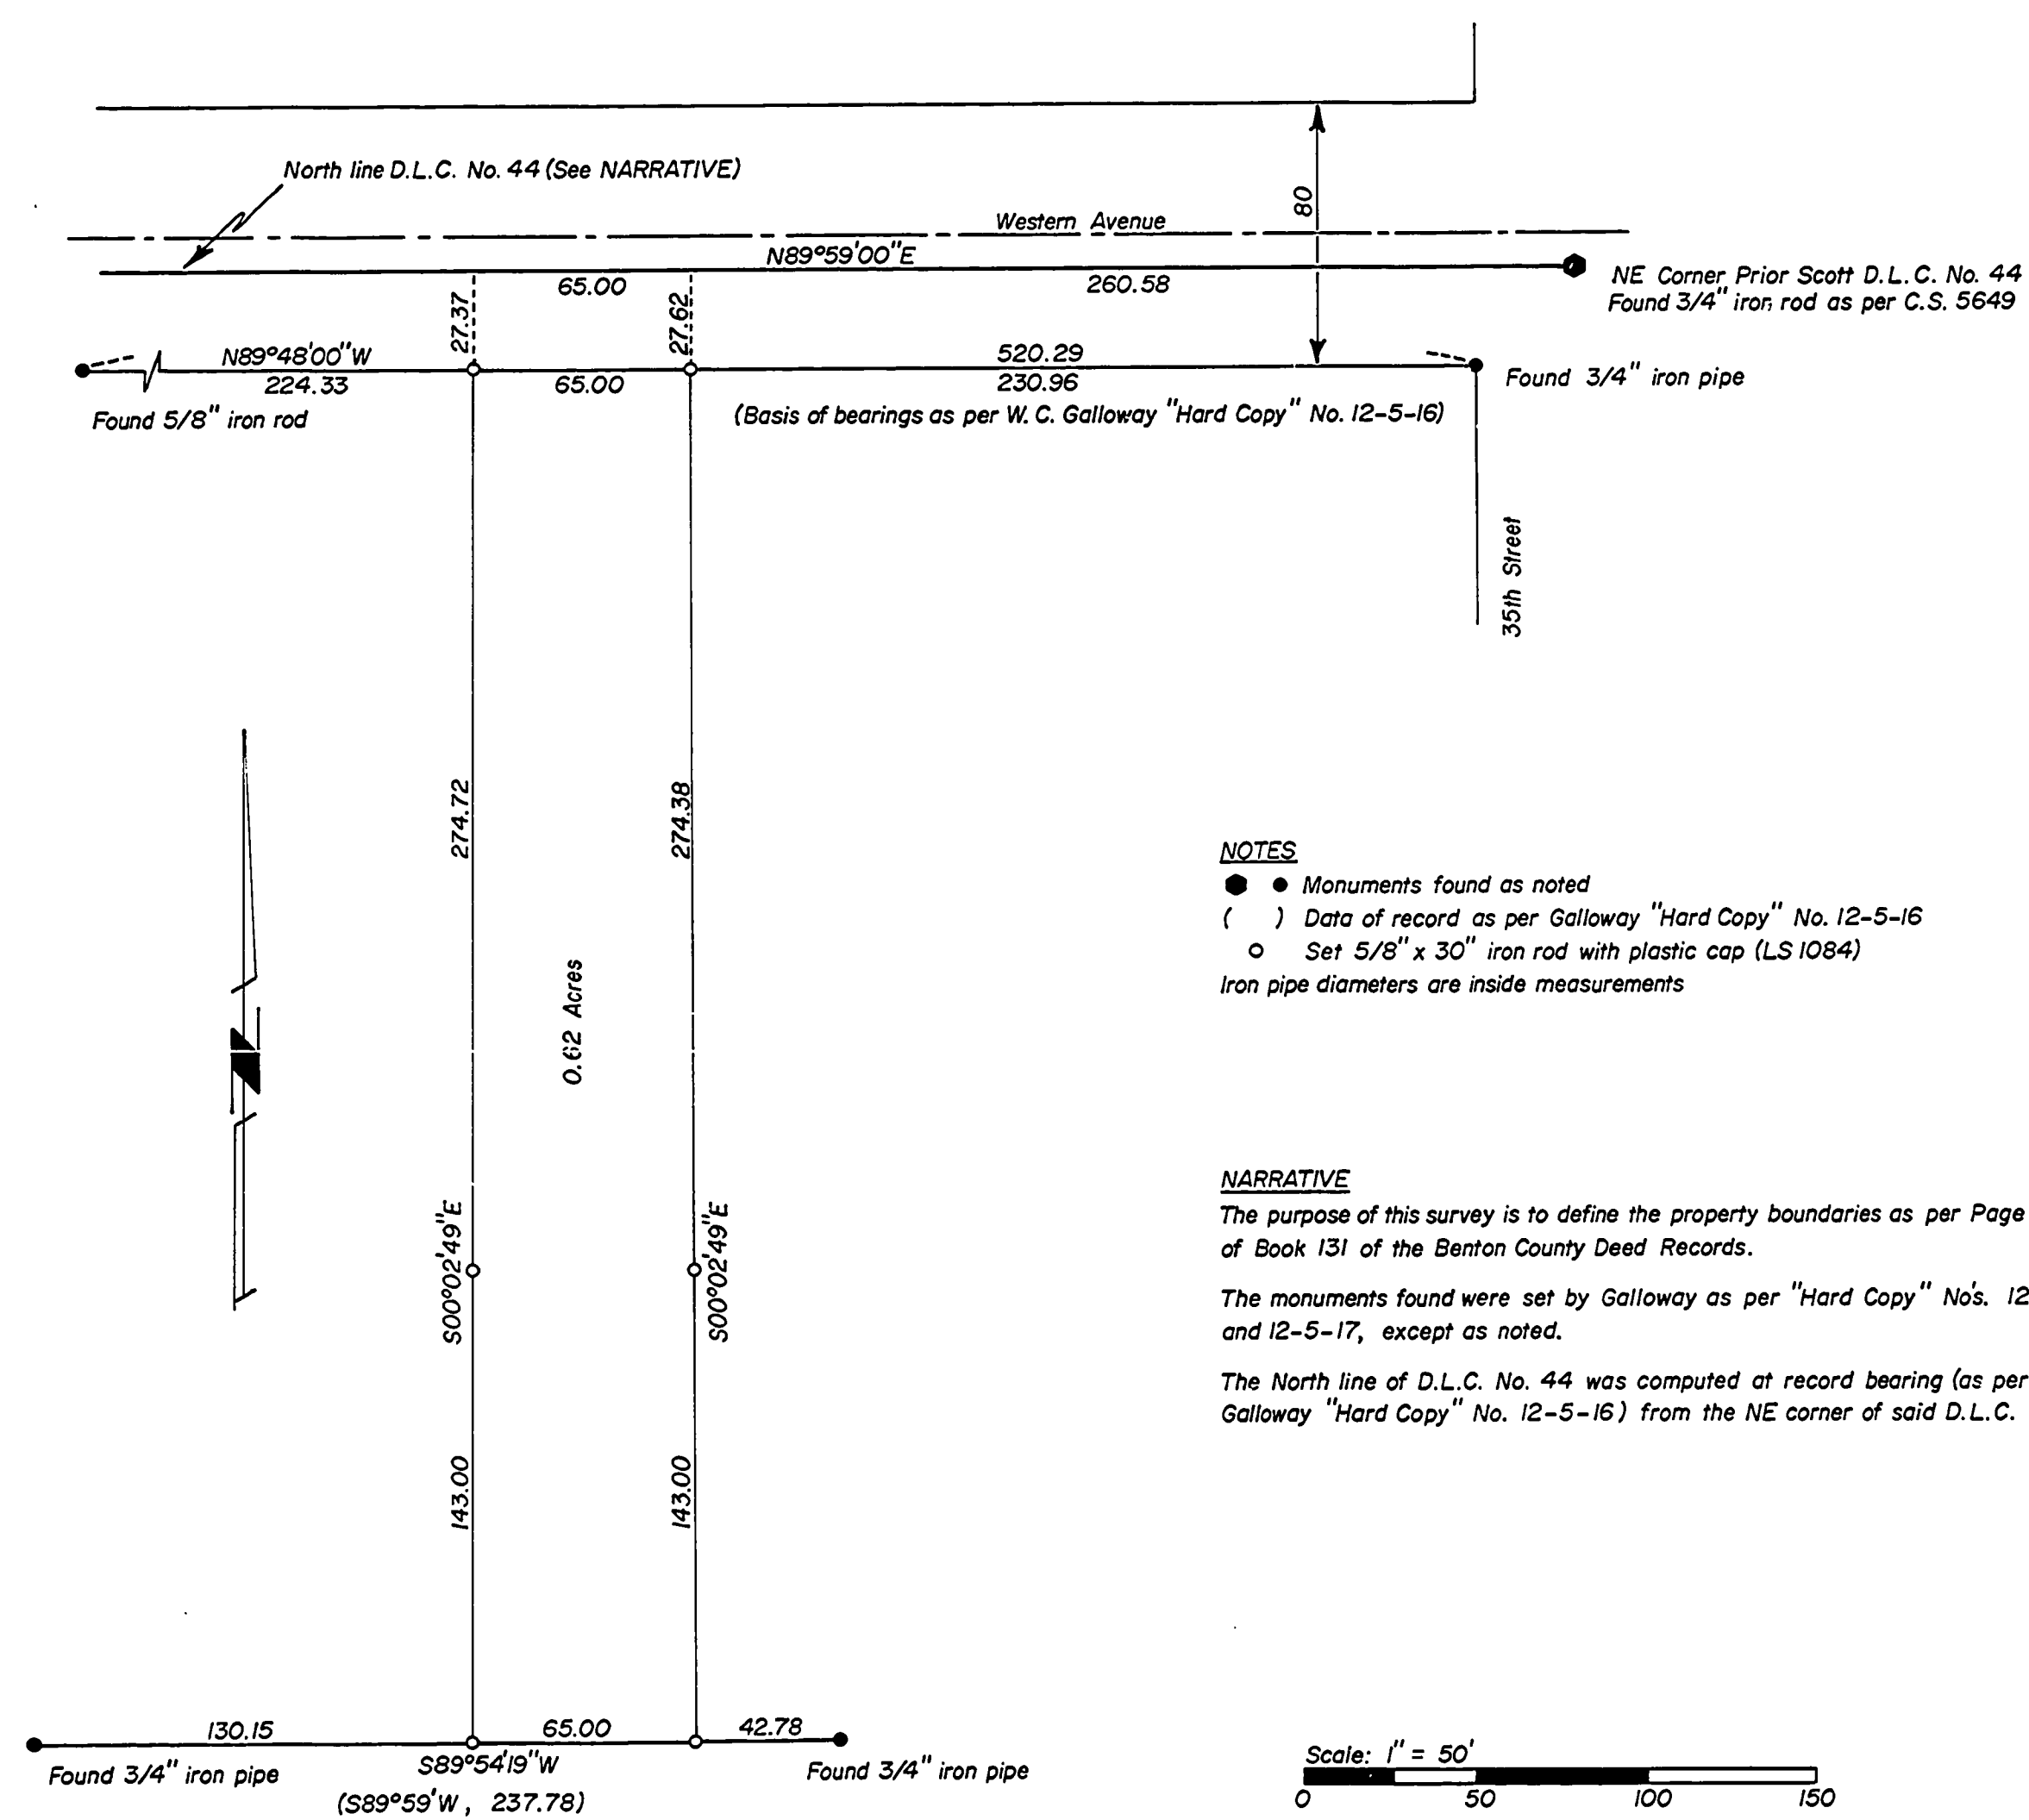 North line D.L.C. No. 44 (See NARRATIVE)
80
Western Avenue
N89°59'00"E
65.00
260.58
NE Corner Prior Scott D.L.C. No. 44
Found 3/4" iron rod as per C.S. 5649
27.37
27.62
N89°48'00"W
224.33
65.00
520.29
230.96
Found 3/4" iron pipe
Found 5/8" iron rod
(Basis of bearings as per W. C. Galloway "Hard Copy" No. 12-5-16)
35th Street
274.72
274.38
0.62 Acres
S00°02'49"E
S00°02'49"E
143.00
143.00
NOTES
Monuments found as noted
( ) Data of record as per Galloway "Hard Copy" No. 12-5-16
Set 5/8" x 30" iron rod with plastic cap (LS 1084)
Iron pipe diameters are inside measurements
NARRATIVE
The purpose of this survey is to define the property boundaries as per Page
of Book 131 of the Benton County Deed Records.
The monuments found were set by Galloway as per "Hard Copy" No's. 12
and 12-5-17, except as noted.
The North line of D.L.C. No. 44 was computed at record bearing (as per
Galloway "Hard Copy" No. 12-5-16) from the NE corner of said D.L.C.
130.15
65.00
42.78
Found 3/4" iron pipe
S89°54'19"W
Found 3/4" iron pipe
(S89°59'W, 237.78)
Scale: 1" = 50'
0 50 100 150
N